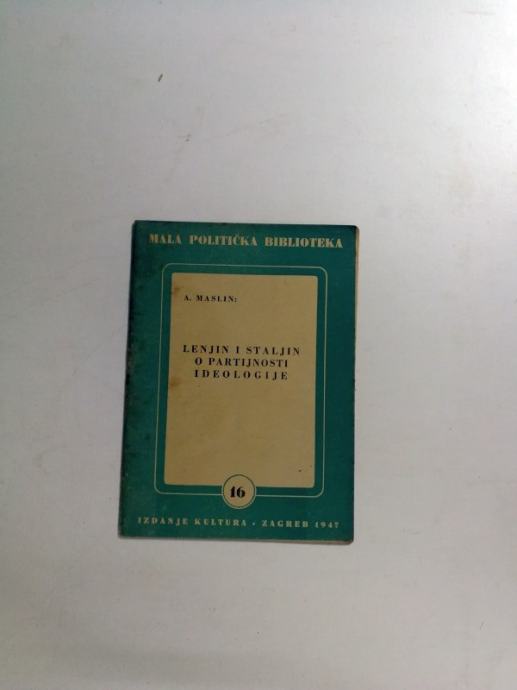 MALA POLITIČKA BIBLIOTEKA
A. MASLIN:
LENJIN I STALJIN
O PARTIJNOSTI
IDEOLOGIJE
16
IZDANJE KULTURA • ZAGREB 1947